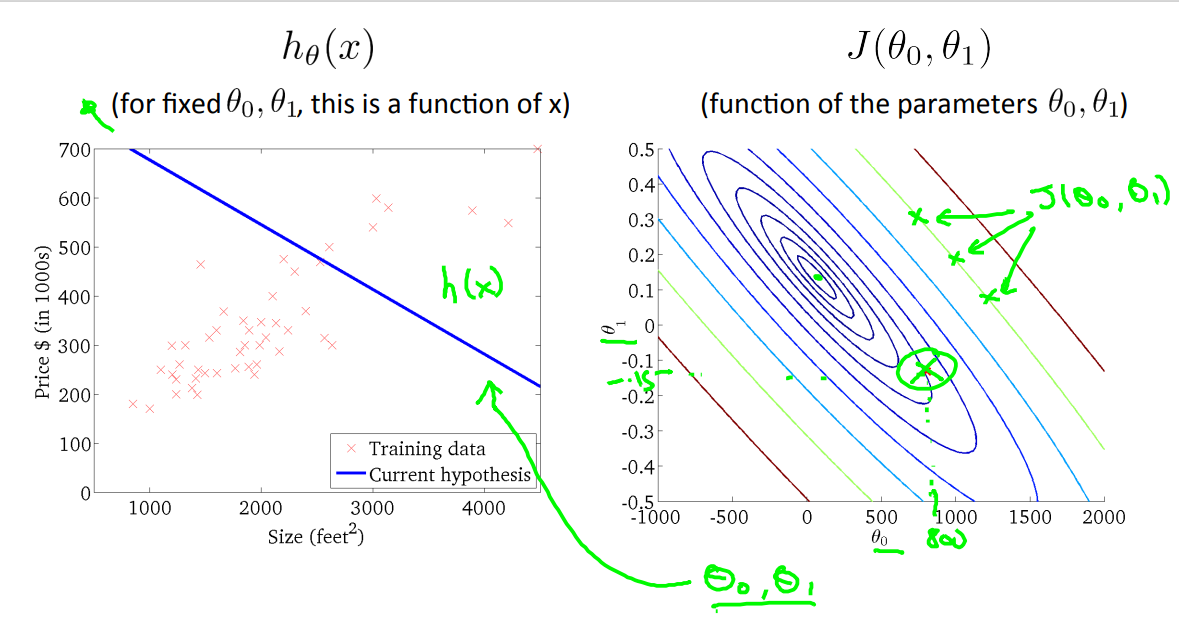 h_θ(x)
(for fixed θ₀, θ₁, this is a function of x)
700
600
500
400
300
200
100
0
Price $ (in 1000s)
1000 2000 3000 4000
Size (feet²)
h(x)
Training data
Current hypothesis
J(θ₀, θ₁)
(function of the parameters θ₀, θ₁)
0.5
0.4
0.3
0.2
0.1
0
-0.1
-0.2
-0.3
-0.4
-0.5
θ₁
-.15
J(θ₀, θ₁)
-1000 -500 0 500 1000 1500 2000
θ₀
800
θ₀, θ₁